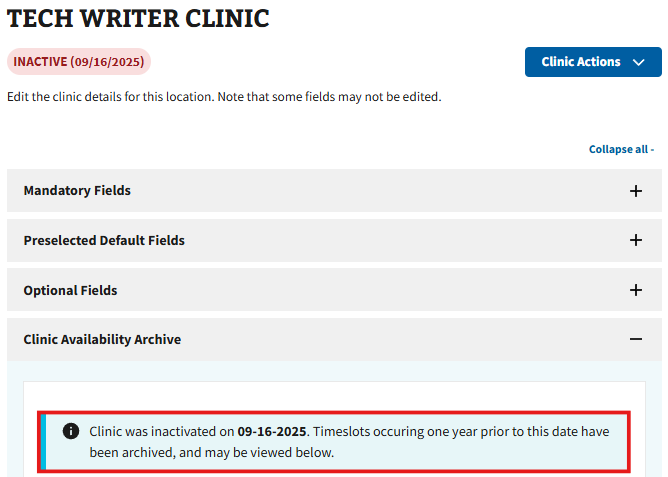 TECH WRITER CLINIC
INACTIVE (09/16/2025)
Clinic Actions
Edit the clinic details for this location. Note that some fields may not be edited.
Collapse all -
Mandatory Fields
Preselected Default Fields
Optional Fields
Clinic Availability Archive
Clinic was inactivated on 09-16-2025. Timeslots occuring one year prior to this date have
been archived, and may be viewed below.